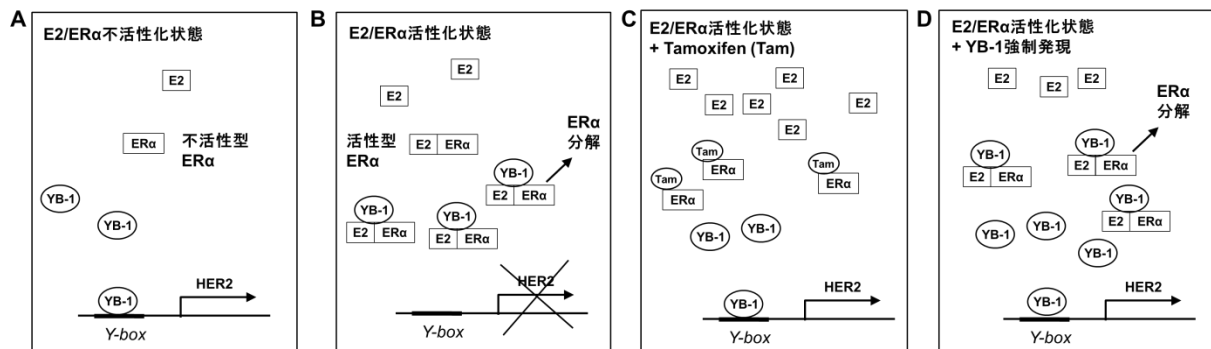 A
E2/ERα不活性化状態
E2
ERα
不活性型
ERα
YB-1
YB-1
YB-1
HER2
Y-box
B
E2/ERα活性化状態
E2
E2
活性型
ERα
E2 ERα
ERα
分解
YB-1
E2 ERα
YB-1
E2 ERα
YB-1
E2 ERα
HER2
Y-box
C
E2/ERα活性化状態
+ Tamoxifen (Tam)
E2
E2
E2
E2
E2
E2
Tam
ERα
Tam
ERα
Tam
ERα
YB-1
YB-1
YB-1
HER2
Y-box
D
E2/ERα活性化状態
+ YB-1強制発現
E2
E2
E2
ERα
分解
YB-1
E2 ERα
YB-1
E2 ERα
YB-1
E2 ERα
YB-1
YB-1
YB-1
YB-1
HER2
Y-box